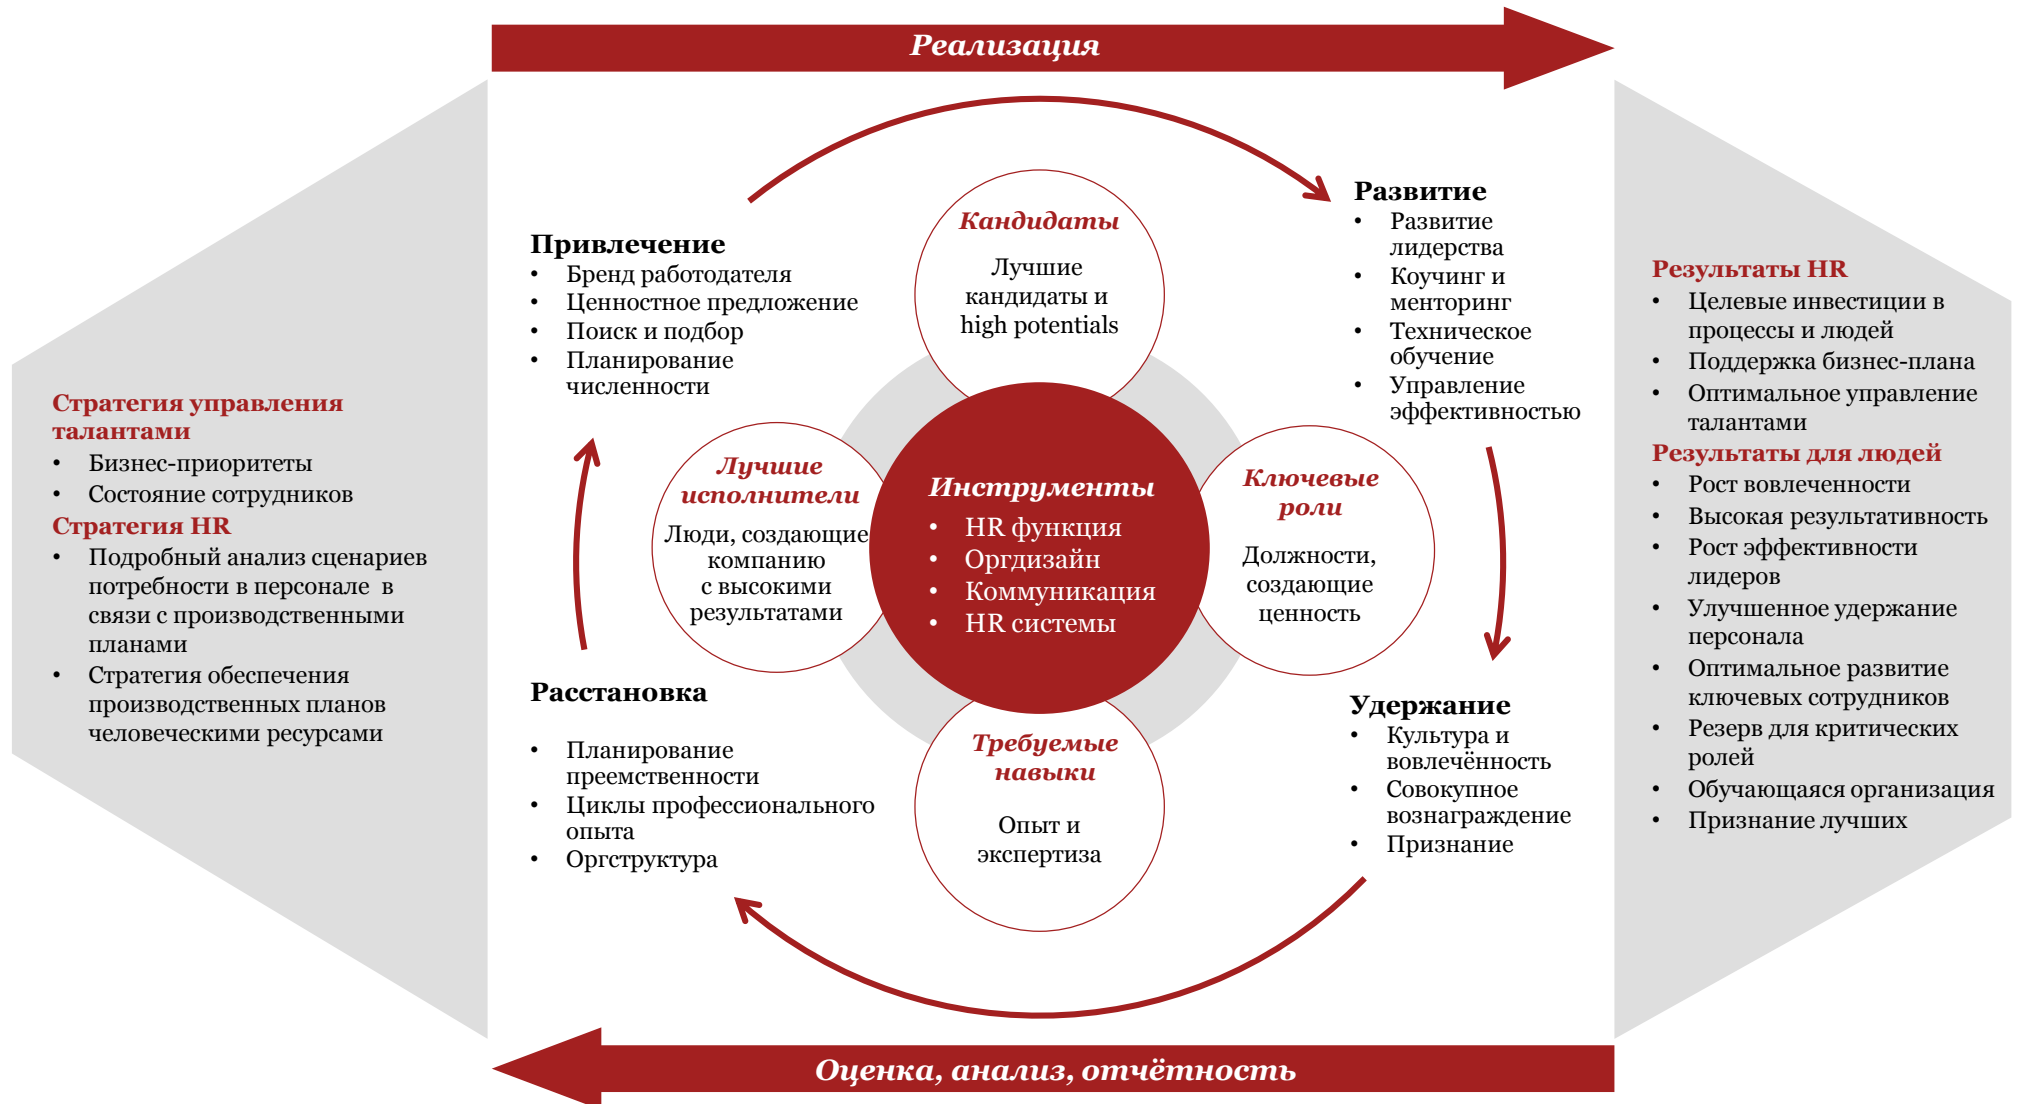 Реализация
Стратегия управления
талантами
• Бизнес-приоритеты
• Состояние сотрудников
Стратегия HR
• Подробный анализ сценариев
потребности в персонале в
связи с производственными
планами
• Стратегия обеспечения
производственных планов
человеческими ресурсами
Привлечение
• Бренд работодателя
• Ценностное предложение
• Поиск и подбор
• Планирование
численности
Кандидаты
Лучшие
кандидаты и
high potentials
Развитие
• Развитие
лидерства
• Коучинг и
менторинг
• Техническое
обучение
• Управление
эффективностью
Лучшие
исполнители
Люди, создающие
компанию
с высокими
результатами
Инструменты
• HR функция
• Оргдизайн
• Коммуникация
• HR системы
Ключевые
роли
Должности,
создающие
ценность
Расстановка
• Планирование
преемственности
• Циклы профессионального
опыта
• Оргструктура
Требуемые
навыки
Опыт и
экспертиза
Удержание
• Культура и
вовлечённость
• Совокупное
вознаграждение
• Признание
Результаты HR
• Целевые инвестиции в
процессы и людей
• Поддержка бизнес-плана
• Оптимальное управление
талантами
Результаты для людей
• Рост вовлеченности
• Высокая результативность
• Рост эффективности
лидеров
• Улучшенное удержание
персонала
• Оптимальное развитие
ключевых сотрудников
• Резерв для критических
ролей
• Обучающаяся организация
• Признание лучших
Оценка, анализ, отчётность